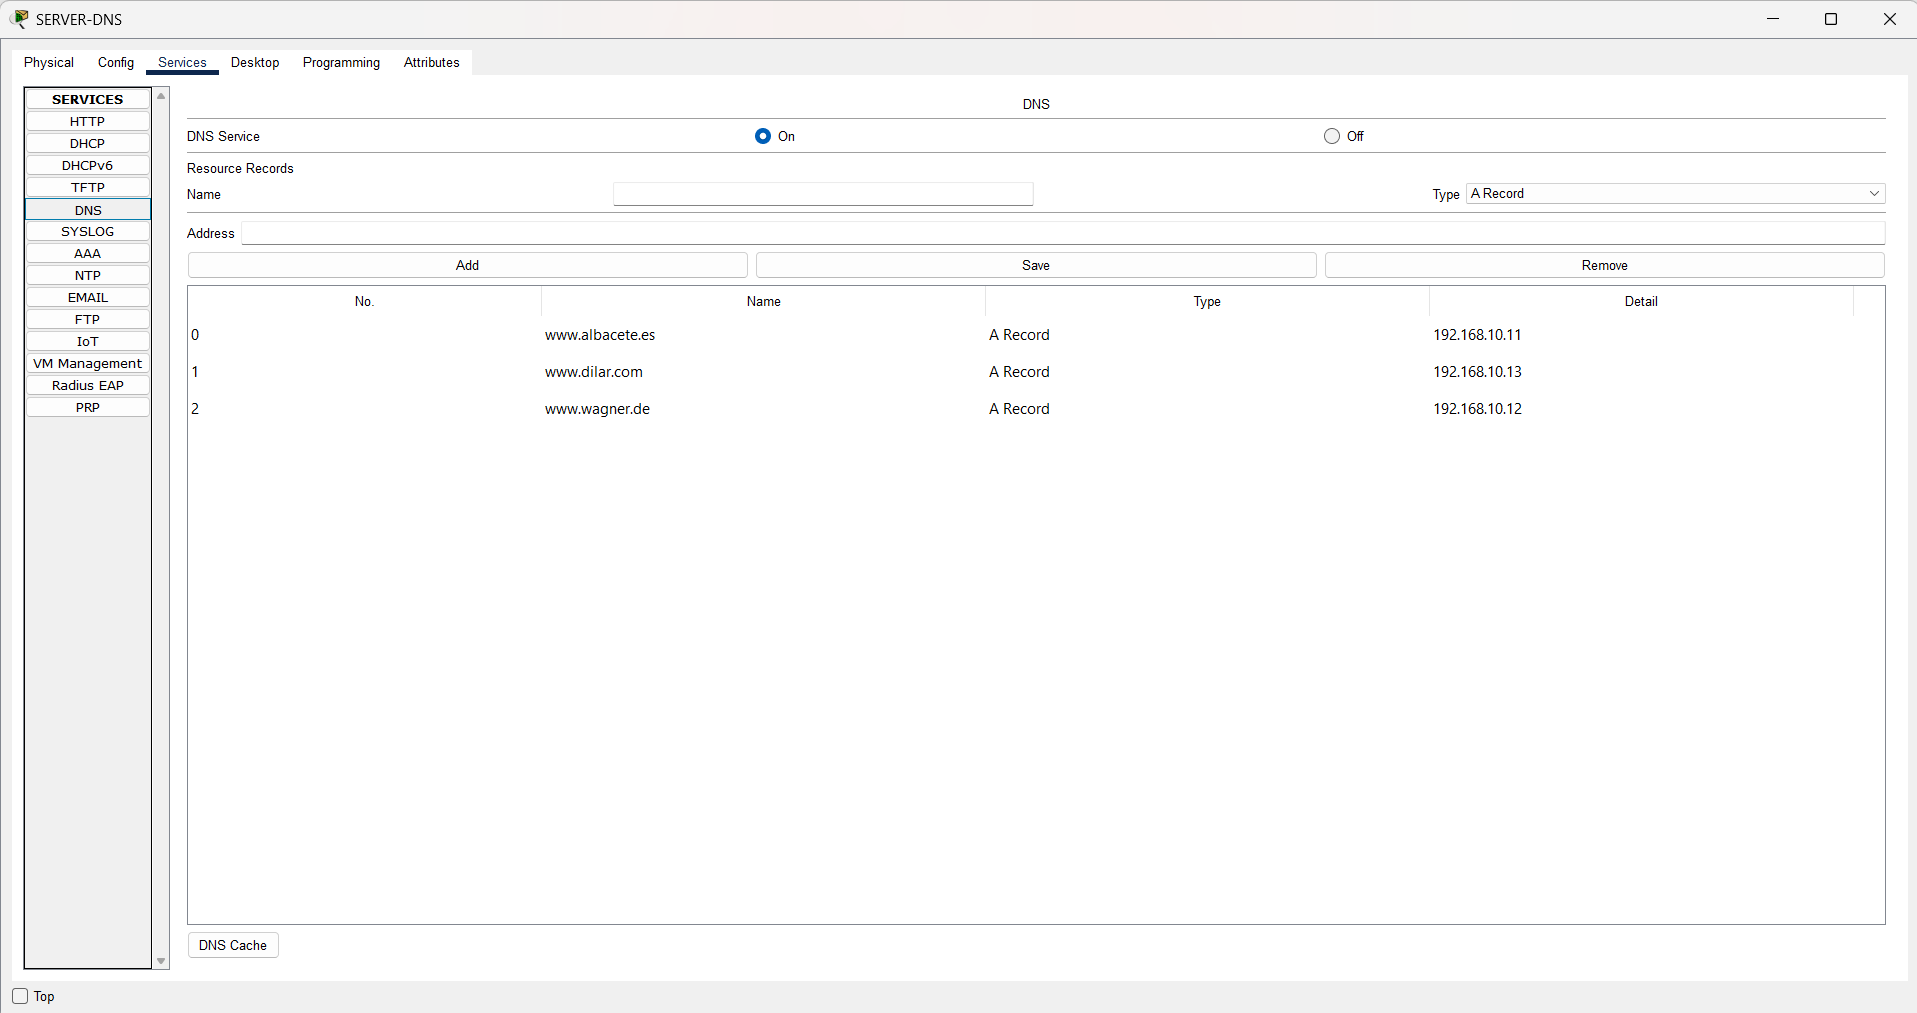 SERVER-DNS
Physical Config Services Desktop Programming Attributes
SERVICES
HTTP
DHCP
DHCPv6
TFTP
DNS
SYSLOG
AAA
NTP
EMAIL
FTP
IoT
VM Management
Radius EAP
PRP
DNS
DNS Service On Off
Resource Records
Name Type A Record
Address
Add Save Remove
No. Name Type Detail
0 www.albacete.es A Record 192.168.10.11
1 www.dilar.com A Record 192.168.10.13
2 www.wagner.de A Record 192.168.10.12
DNS Cache
Top